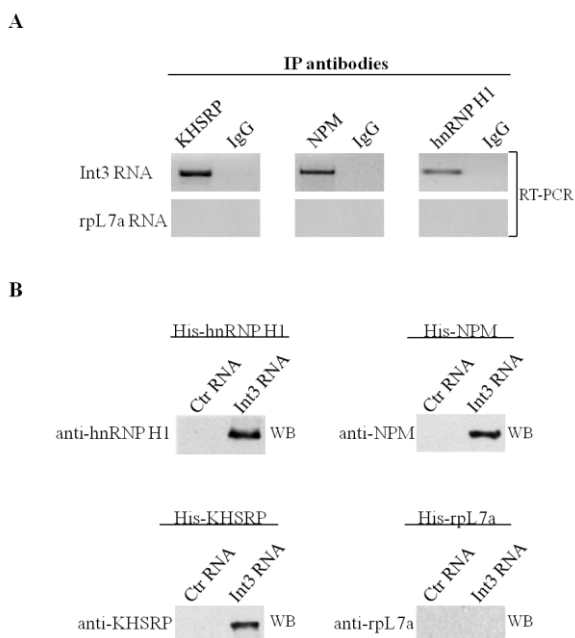 A
IP antibodies
KHSRP IgG NPM IgG hnRNP H1 IgG
Int3 RNA
rpL7a RNA
RT-PCR
B
His-hnRNP H1 His-NPM
Ctr RNA Int3 RNA Ctr RNA Int3 RNA
anti-hnRNP H1 WB anti-NPM WB
His-KHSRP His-rpL7a
Ctr RNA Int3 RNA Ctr RNA Int3 RNA
anti-KHSRP WB anti-rpL7a WB